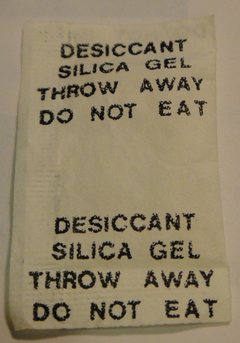 DESICCANT
SILICA GEL
THROW AWAY
DO NOT EAT
DESICCANT
SILICA GEL
THROW AWAY
DO NOT EAT